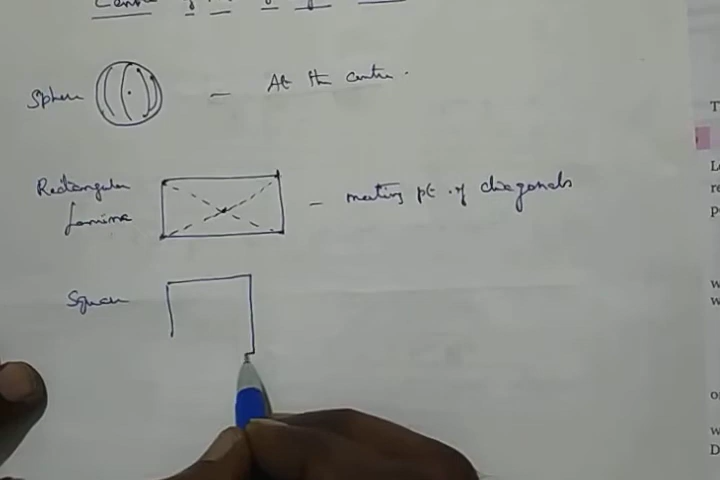 Sphere - At the centre.
Rectangular
lamina - meeting pt. of diagonals
Square